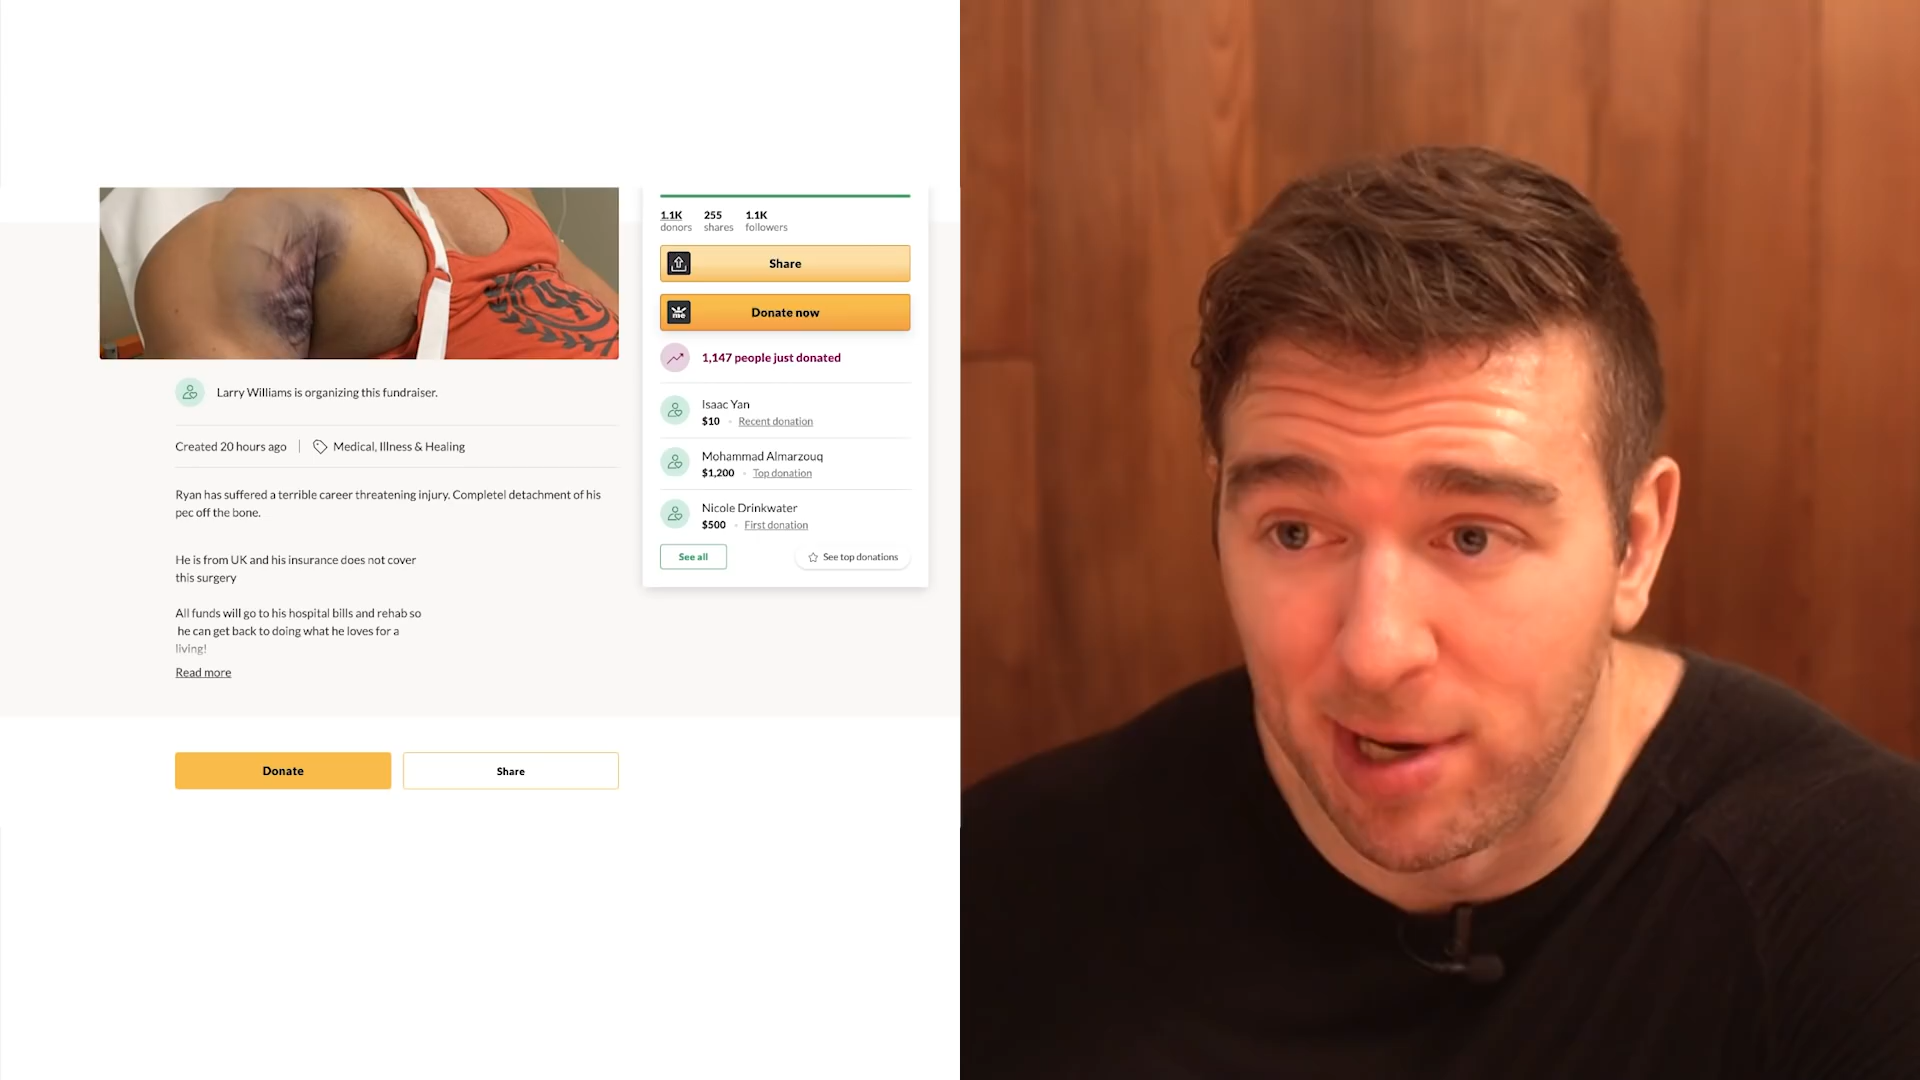 1.1K 255 1.1K
donors shares followers
Share
me
Donate now
1,147 people just donated
Larry Williams is organizing this fundraiser.
Isaac Yan
$10 • Recent donation
Created 20 hours ago | Medical, Illness & Healing
Mohammad Almarzouq
$1,200 • Top donation
Ryan has suffered a terrible career threatening injury. Completel detachment of his
pec off the bone.
Nicole Drinkwater
$500 • First donation
See all
See top donations
He is from UK and his insurance does not cover
this surgery
All funds will go to his hospital bills and rehab so
he can get back to doing what he loves for a
living!
Read more
Donate
Share